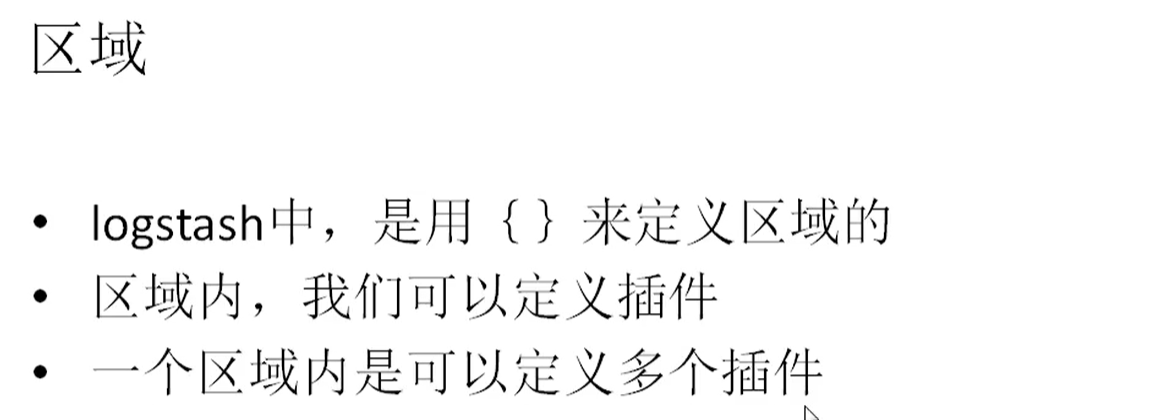 区域
• logstash中，是用｛｝来定义区域的
• 区域内，我们可以定义插件
• 一个区域内是可以定义多个插件